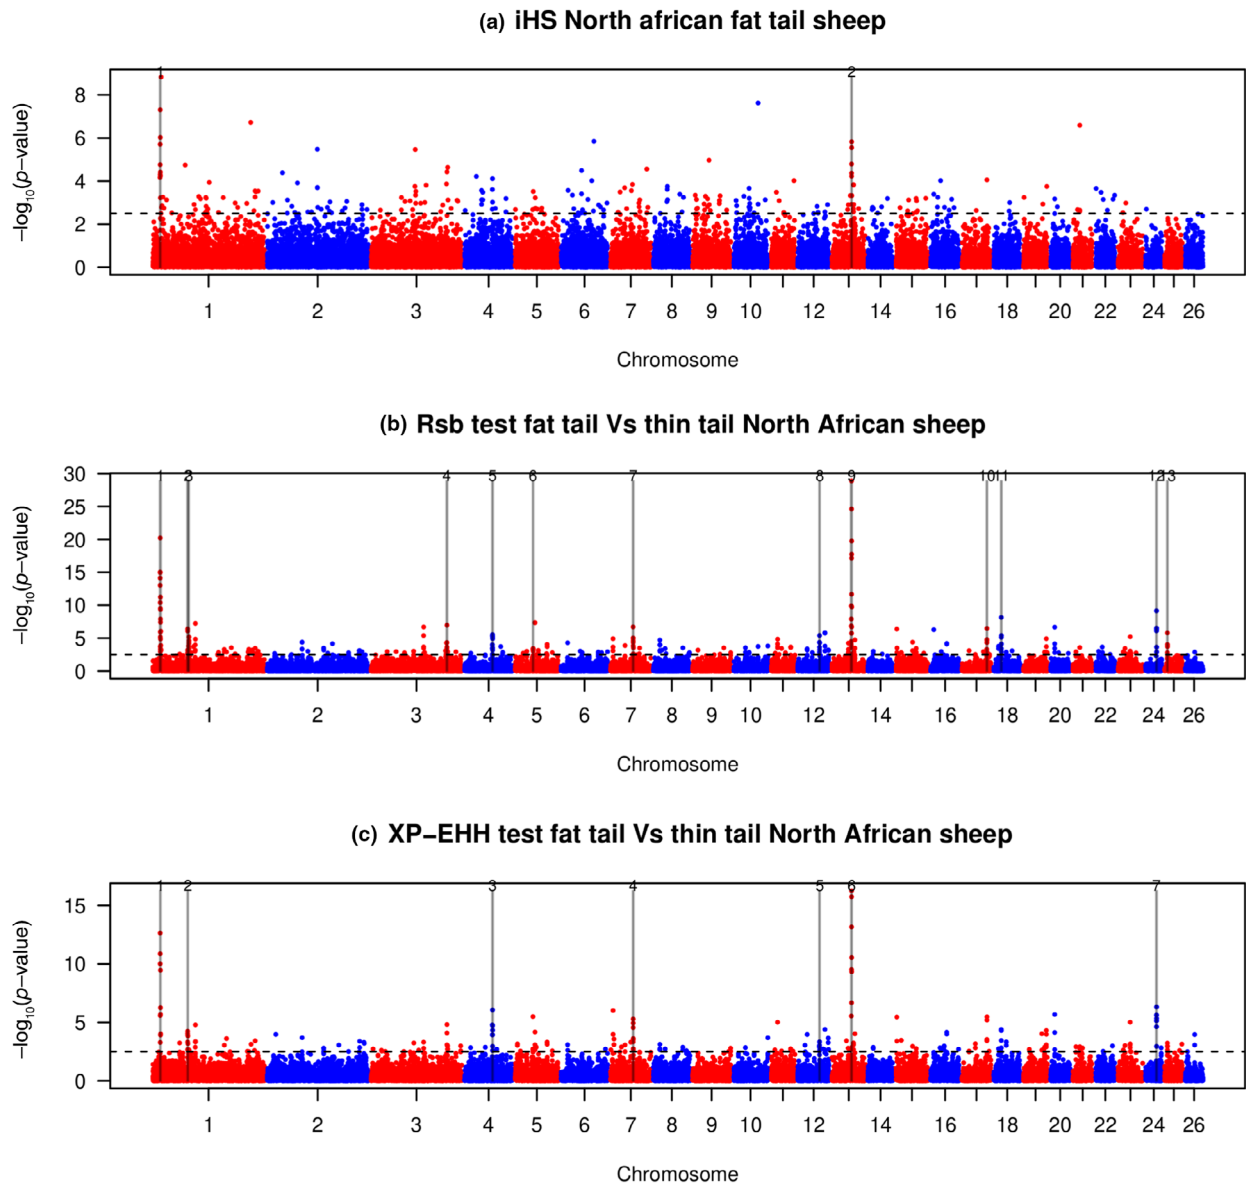 (a) iHS North african fat tail sheep
1 2
8
6
4
2
0
−log10(p−value)
1 2 3 4 5 6 7 8 9 10 12 14 16 18 20 22 24 26
Chromosome
(b) Rsb test fat tail Vs thin tail North African sheep
1 2 3 4 5 6 7 8 9 10 11 12 13
30
25
20
15
10
5
0
−log10(p−value)
1 2 3 4 5 6 7 8 9 10 12 14 16 18 20 22 24 26
Chromosome
(c) XP−EHH test fat tail Vs thin tail North African sheep
1 2 3 4 5 6 7
15
10
5
0
−log10(p−value)
1 2 3 4 5 6 7 8 9 10 12 14 16 18 20 22 24 26
Chromosome